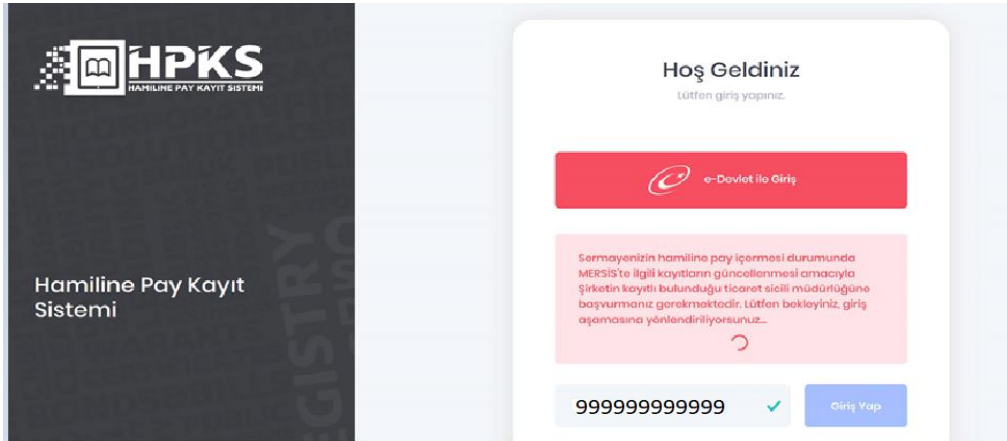 HPKS
HAMILINE PAY KAYIT SISTEMI
Hamiline Pay Kayıt
Sistemi
REGISTRY
Hoş Geldiniz
Lütfen giriş yapınız.
e-Devlet ile Giriş
Sermayenizin hamiline pay içermesi durumunda
MERSİS'te ilgili kayıtların güncellenmesi amacıyla
Şirketin kayıtlı bulunduğu ticaret sicili müdürlüğüne
başvurmanız gerekmektedir. Lütfen bekleyiniz, giriş
aşamasına yönlendiriliyorsunuz...
999999999999
Giriş Yap